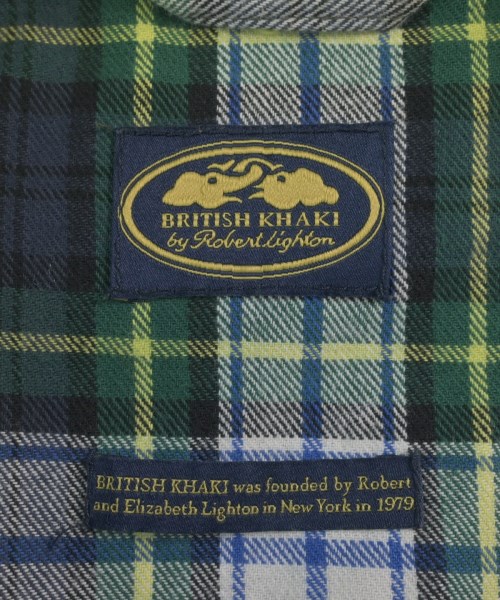 BRITISH KHAKI
by Robert Lighton
BRITISH KHAKI was founded by Robert
and Elizabeth Lighton in New York in 1979